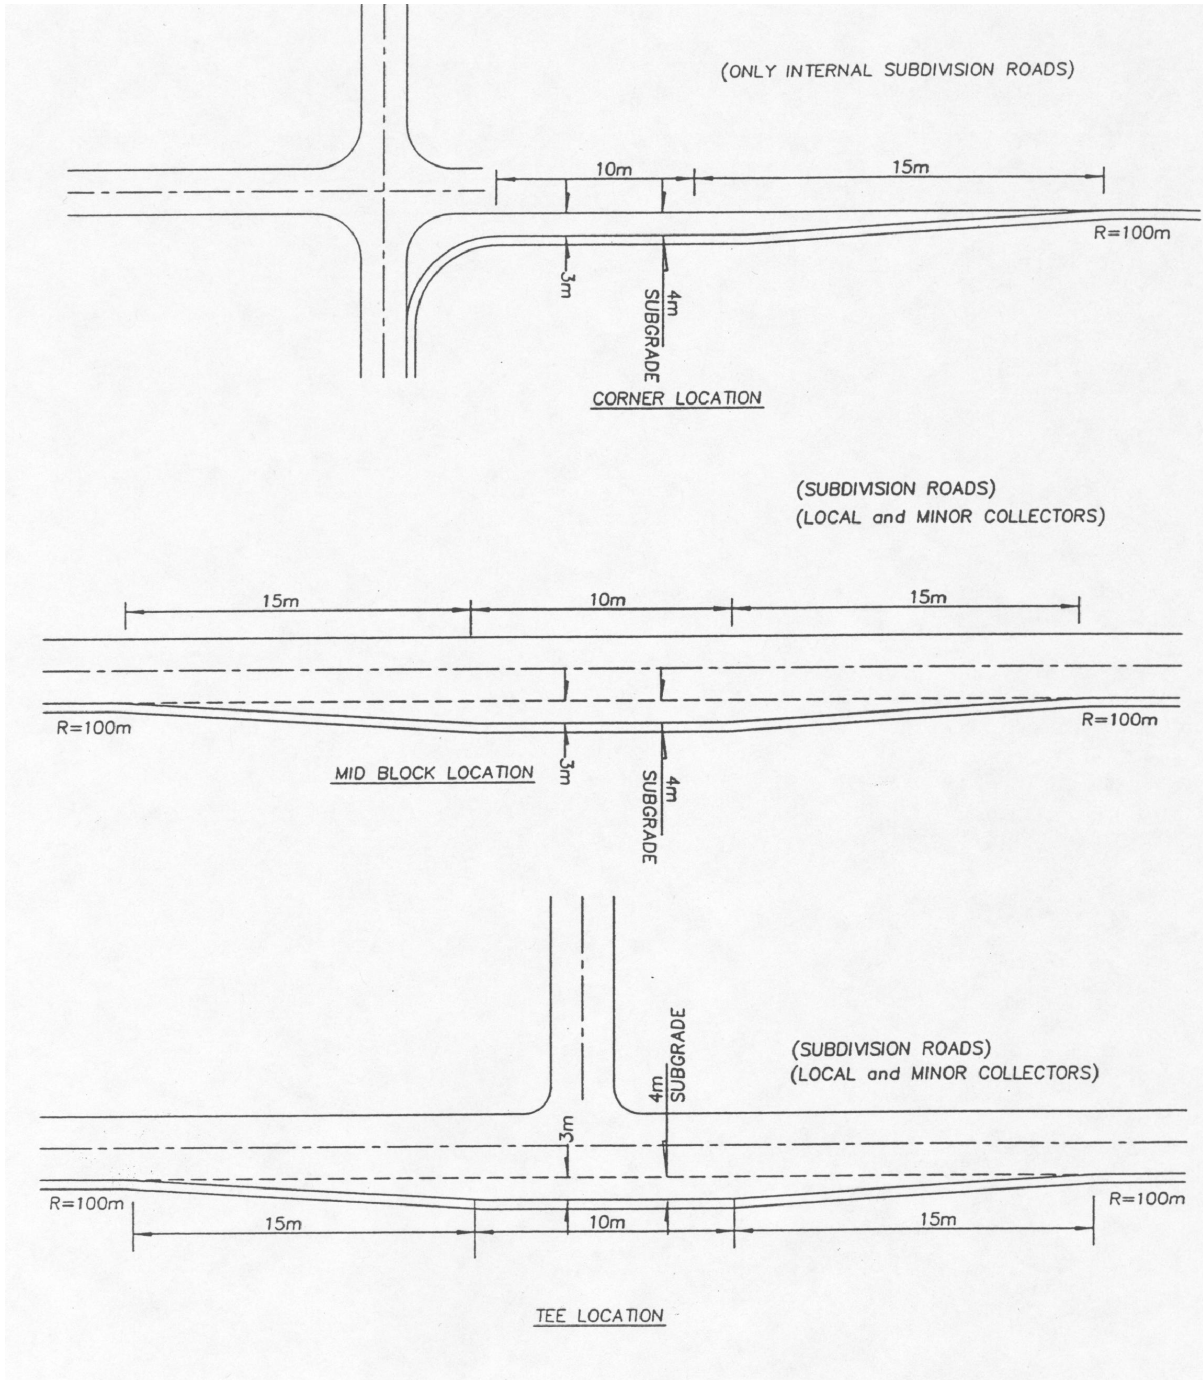 (ONLY INTERNAL SUBDIVISION ROADS)
10m
15m
R=100m
3m
4m
SUBGRADE
CORNER LOCATION
(SUBDIVISION ROADS)
(LOCAL and MINOR COLLECTORS)
15m
10m
15m
R=100m
R=100m
MID BLOCK LOCATION
3m
4m
SUBGRADE
4m
SUBGRADE
(SUBDIVISION ROADS)
(LOCAL and MINOR COLLECTORS)
3m
R=100m
R=100m
15m
10m
15m
TEE LOCATION